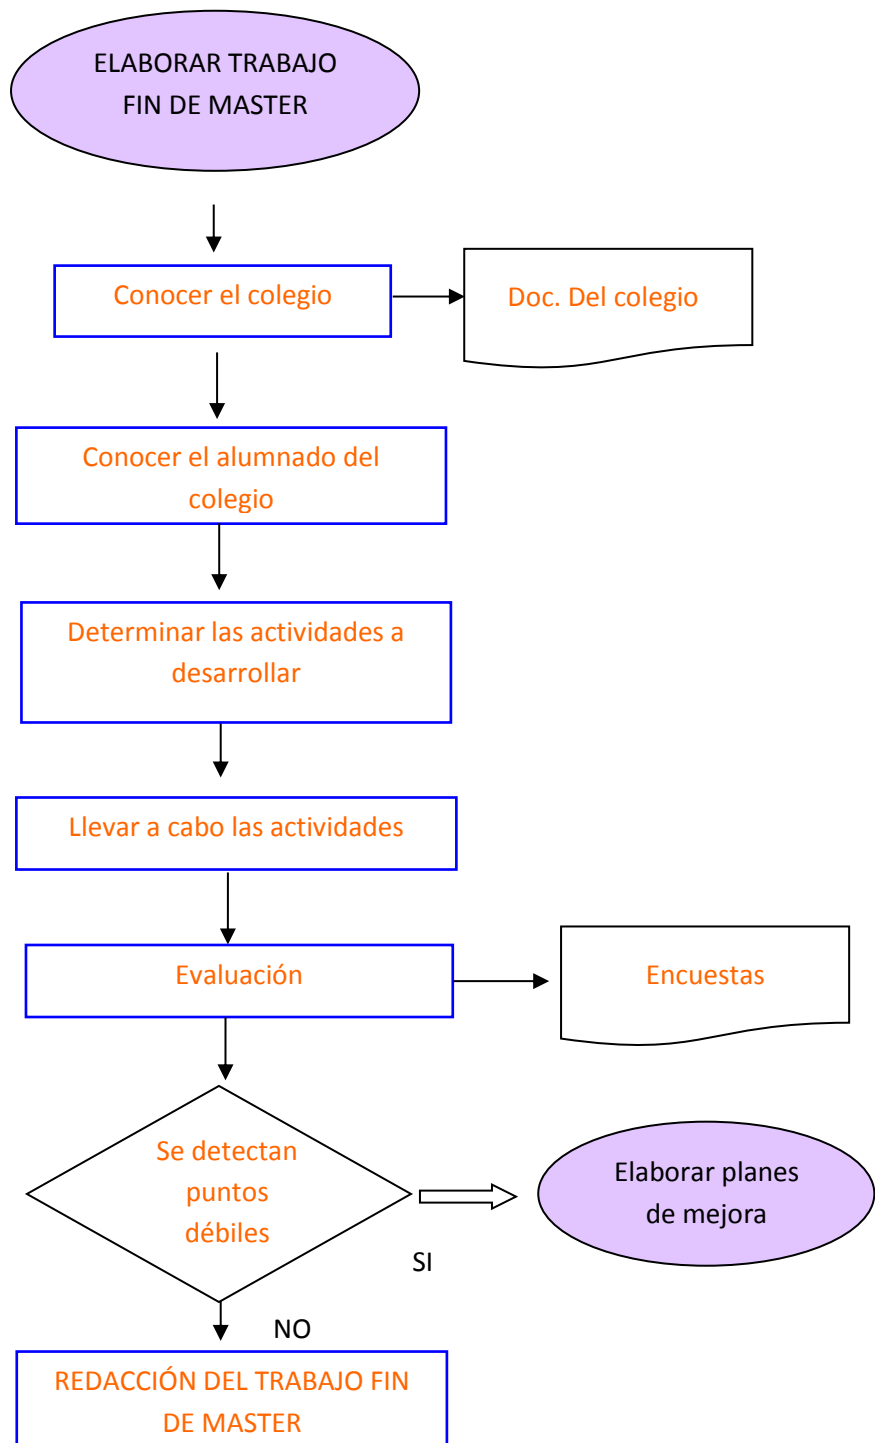 ELABORAR TRABAJO
FIN DE MASTER
Conocer el colegio
Doc. Del colegio
Conocer el alumnado del
colegio
Determinar las actividades a
desarrollar
Llevar a cabo las actividades
Evaluación
Encuestas
Se detectan
puntos
débiles
Elaborar planes
de mejora
SI
NO
REDACCIÓN DEL TRABAJO FIN
DE MASTER